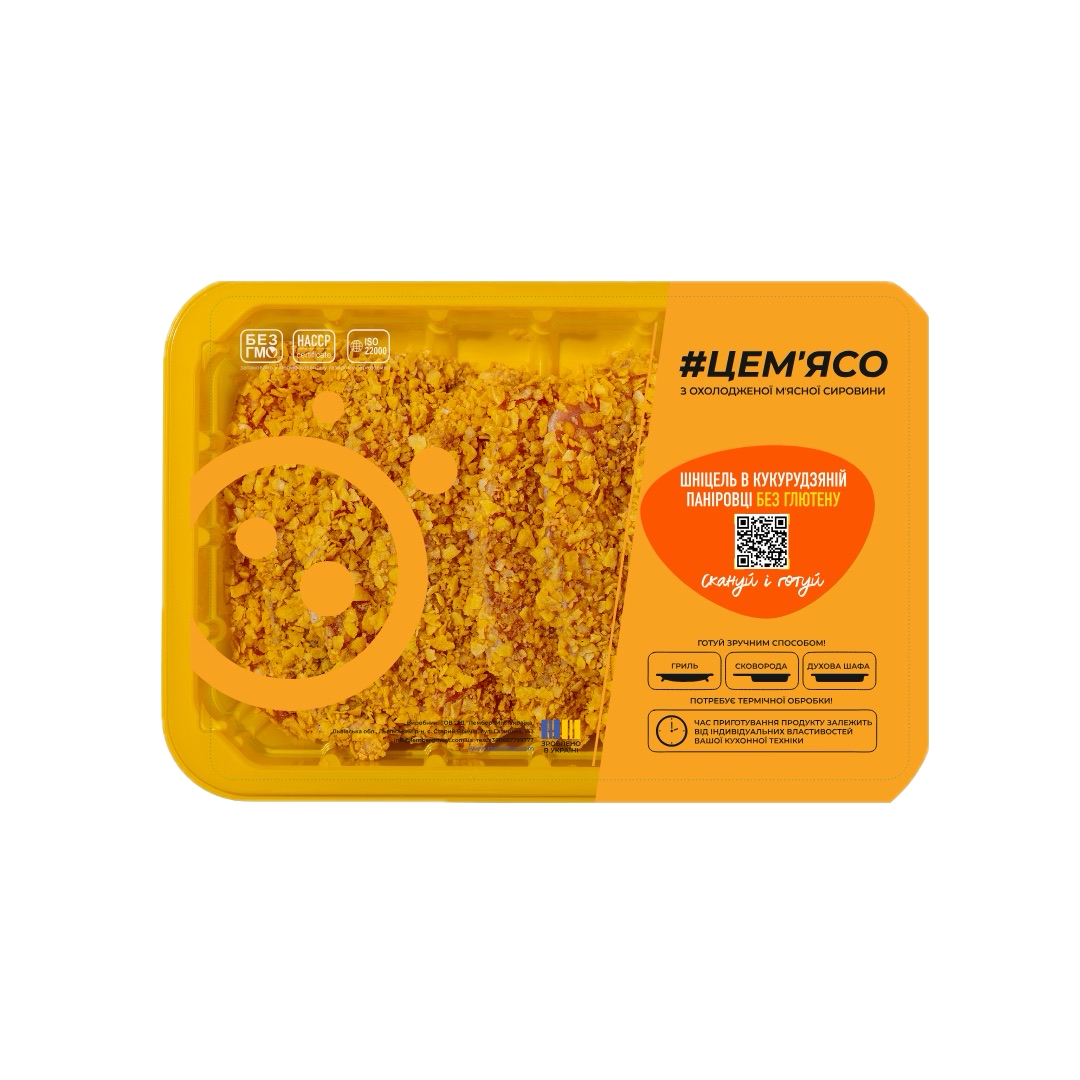 БЕЗ
ГМО
HACCP
certificate
ISO
22000
#ЦЕМ'ЯСО
З ОХОЛОДЖЕНОЇ М'ЯСНОЇ СИРОВИНИ
ШНІЦЕЛЬ В КУКУРУДЗЯНІЙ
ПАНІРОВЦІ БЕЗ ГЛЮТЕНУ
Скануй і готуй
ГОТУЙ ЗРУЧНИМ СПОСОБОМ!
ГРИЛЬ
СКОВОРОДА
ДУХОВА ШАФА
ПОТРЕБУЄ ТЕРМІЧНОЇ ОБРОБКИ!
ЧАС ПРИГОТУВАННЯ ПРОДУКТУ ЗАЛЕЖИТЬ
ВІД ІНДИВІДУАЛЬНИХ ВЛАСТИВОСТЕЙ
ВАШОЇ КУХОННОЇ ТЕХНІКИ
ЗРОБЛЕНО
В УКРАЇНІ